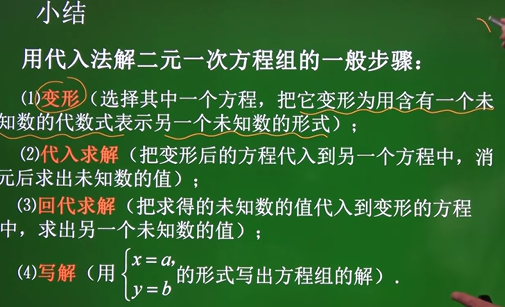 小结
用代入法解二元一次方程组的一般步骤：
⑴变形（选择其中一个方程，把它变形为用含有一个未
知数的代数式表示另一个未知数的形式）；
⑵代入求解（把变形后的方程代入到另一个方程中，消
元后求出未知数的值）；
⑶回代求解（把求得的未知数的值代入到变形的方程
中，求出另一个未知数的值）；
⑷写解（用{x=a, y=b的形式写出方程组的解）.